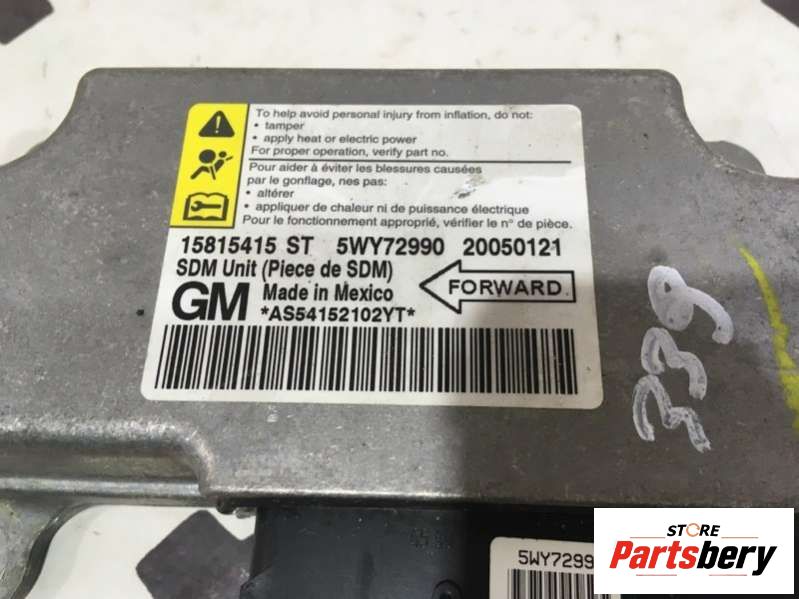 To help avoid personal injury from inflation, do not:
• tamper
• apply heat or electric power
For proper operation, verify part no.
Pour aider à éviter les blessures causées
par le gonflage, nes pas:
• altérer
• appliquer de chaleur ni de puissance électrique
Pour le fonctionnement approprié, vérifier le n° de pièce.
15815415 ST 5WY72990 20050121
SDM Unit (Piece de SDM)
GM Made in Mexico
FORWARD
*AS54152102YT*
339
5WY7299
STORE
Partsbery